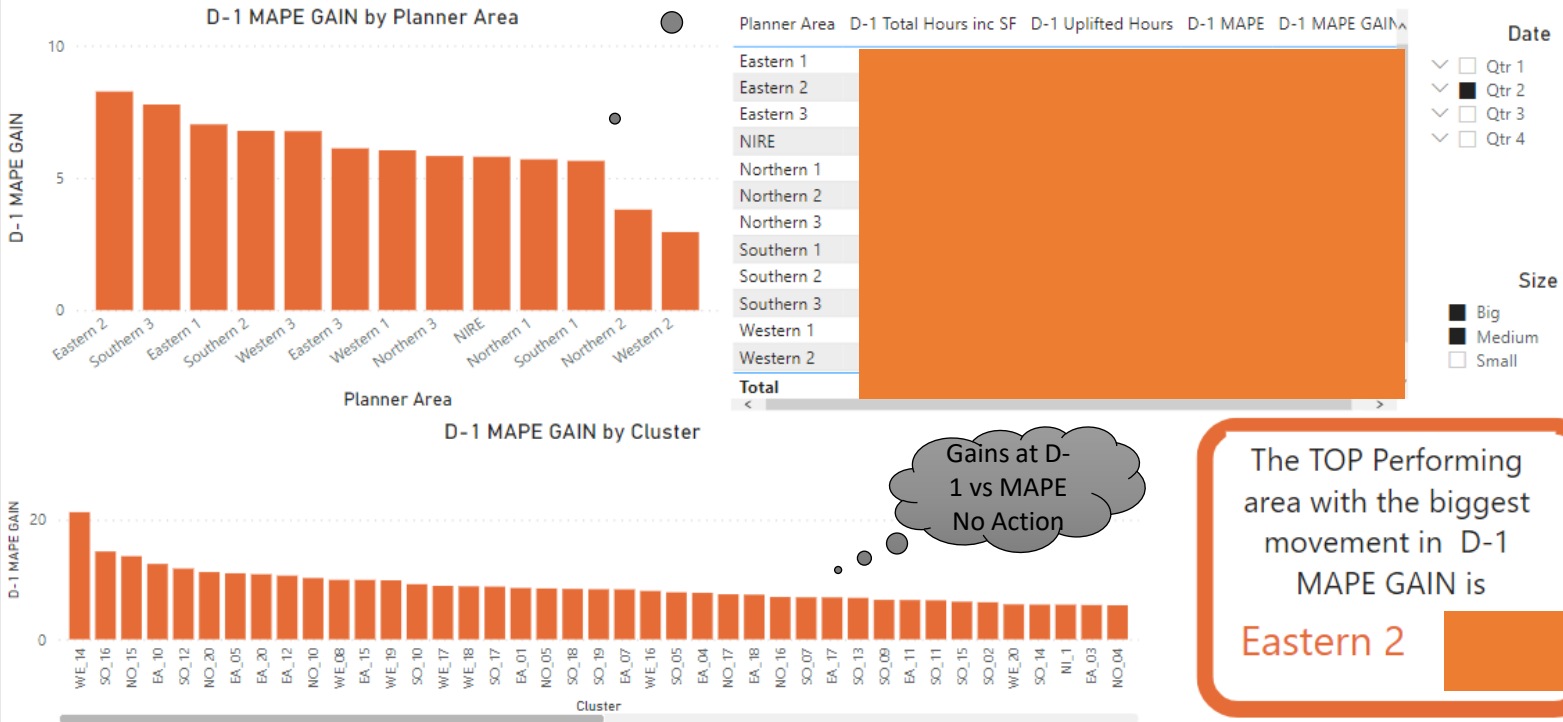 D-1 MAPE GAIN by Planner Area
10
5
0
D-1 MAPE GAIN
Eastern 2
Southern 3
Eastern 1
Southern 2
Western 3
Eastern 3
Western 1
Northern 3
NIRE
Northern 1
Southern 1
Northern 2
Western 2
Planner Area
Planner Area D-1 Total Hours inc SF D-1 Uplifted Hours D-1 MAPE D-1 MAPE GAIN
Eastern 1
Eastern 2
Eastern 3
NIRE
Northern 1
Northern 2
Northern 3
Southern 1
Southern 2
Southern 3
Western 1
Western 2
Total
Date
Qtr 1
Qtr 2
Qtr 3
Qtr 4
Size
Big
Medium
Small
D-1 MAPE GAIN by Cluster
20
0
D-1 MAPE GAIN
WE_14
SO_16
NO_15
EA_10
SO_12
NO_20
EA_05
EA_20
EA_12
NO_10
WE_08
EA_15
WE_19
SO_10
WE_17
WE_18
SO_17
EA_01
NO_05
SO_18
SO_19
EA_07
WE_16
SO_05
EA_04
NO_17
EA_18
NO_16
SO_07
EA_17
SO_13
SO_09
EA_11
SO_11
SO_15
SO_02
WE_20
SO_14
NI_1
EA_03
NO_04
Cluster
Gains at D-
1 vs MAPE
No Action
The TOP Performing
area with the biggest
movement in D-1
MAPE GAIN is
Eastern 2